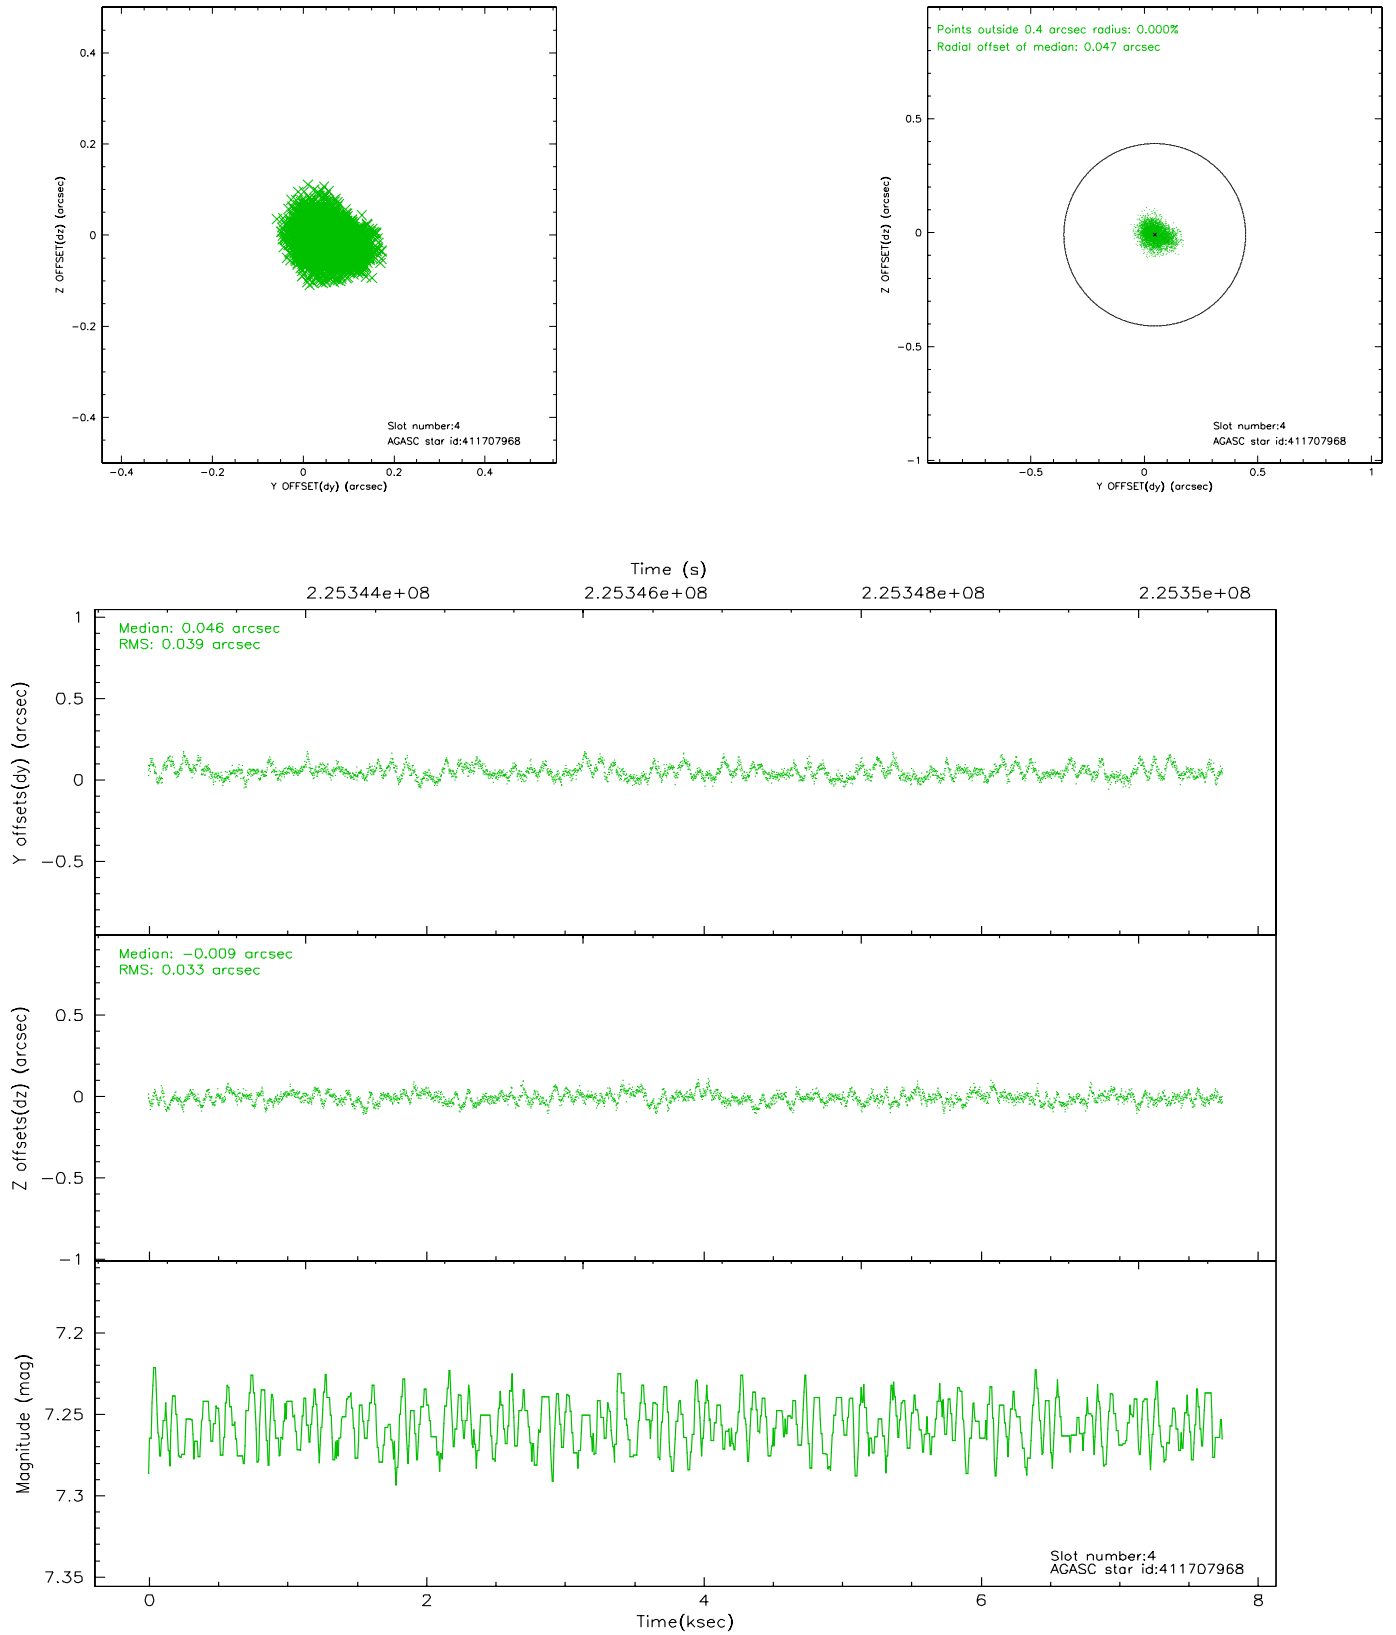 0.4
0.2
0
−0.2
−0.4
Z OFFSET(dz) (arcsec)
Slot number:4
AGASC star id:411707968
−0.4 −0.2 0 0.2 0.4
Y OFFSET(dy) (arcsec)
Points outside 0.4 arcsec radius: 0.000%
Radial offset of median: 0.047 arcsec
0.5
0
−0.5
−1
Z OFFSET(dz) (arcsec)
Slot number:4
AGASC star id:411707968
−0.5 0 0.5 1
Y OFFSET(dy) (arcsec)
Time (s)
2.25344e+08 2.25346e+08 2.25348e+08 2.2535e+08
Median: 0.046 arcsec
RMS: 0.039 arcsec
1
0.5
0
−0.5
Y offsets(dy) (arcsec)
Median: −0.009 arcsec
RMS: 0.033 arcsec
0.5
0
−0.5
−1
Z offsets(dz) (arcsec)
7.2
7.25
7.3
7.35
Magnitude (mag)
Slot number:4
AGASC star id:411707968
0 2 4 6 8
Time(ksec)